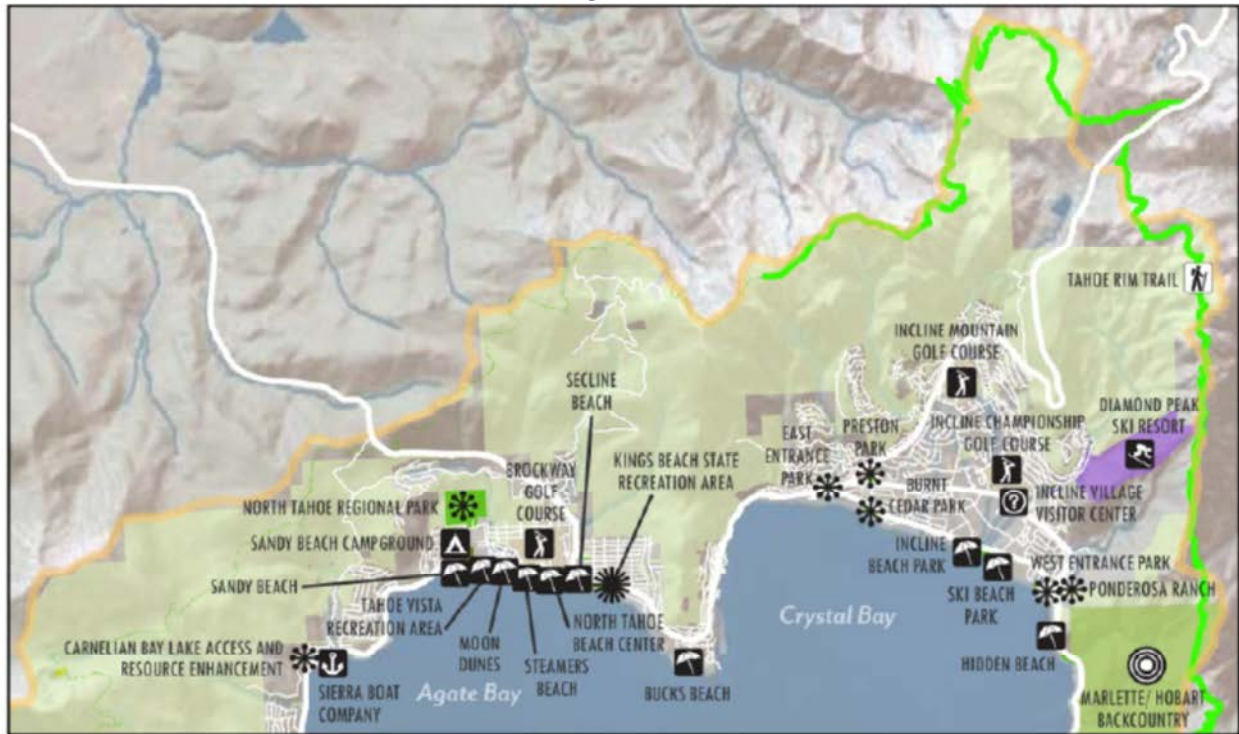 TAHOE RIM TRAIL
INCLINE MOUNTAIN
GOLF COURSE
SECLINE
BEACH
DIAMOND PEAK
SKI RESORT
PRESTON
PARK
INCLINE CHAMPIONSHIP
GOLF COURSE
EAST
ENTRANCE
PARK
KINGS BEACH STATE
RECREATION AREA
BROCKWAY
GOLF
COURSE
BURNT
CEDAR PARK
INCLINE VILLAGE
VISITOR CENTER
NORTH TAHOE REGIONAL PARK
SANDY BEACH CAMPGROUND
INCLINE
BEACH PARK
WEST ENTRANCE PARK
SANDY BEACH
PONDEROSA RANCH
SKI BEACH
PARK
TAHOE VISTA
RECREATION AREA
MOON
DUNES
NORTH TAHOE
BEACH CENTER
Crystal Bay
CARNELIAN BAY LAKE ACCESS AND
RESOURCE ENHANCEMENT
STEAMERS
BEACH
HIDDEN BEACH
SIERRA BOAT
COMPANY
Agate Bay
BUCKS BEACH
MARLETTE/ HOBART
BACKCOUNTRY